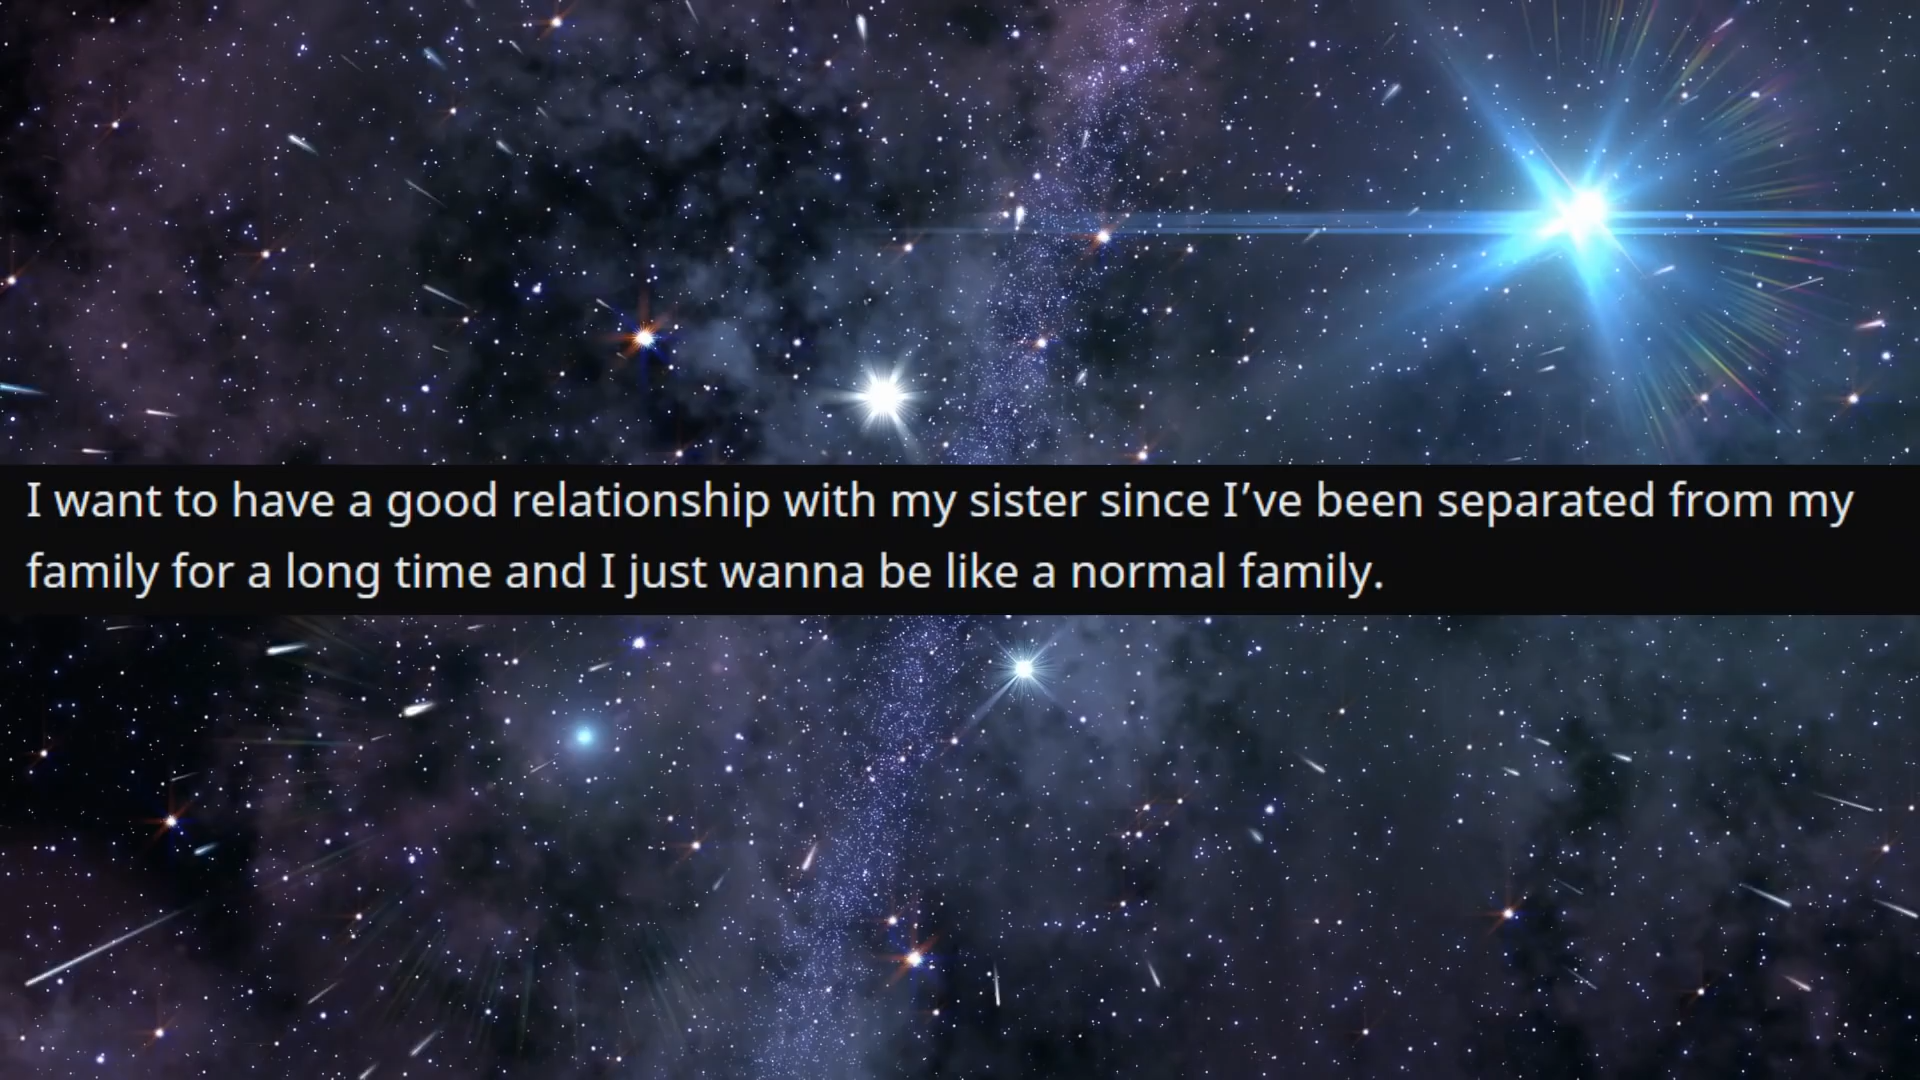 I want to have a good relationship with my sister since I’ve been separated from my
family for a long time and I just wanna be like a normal family.